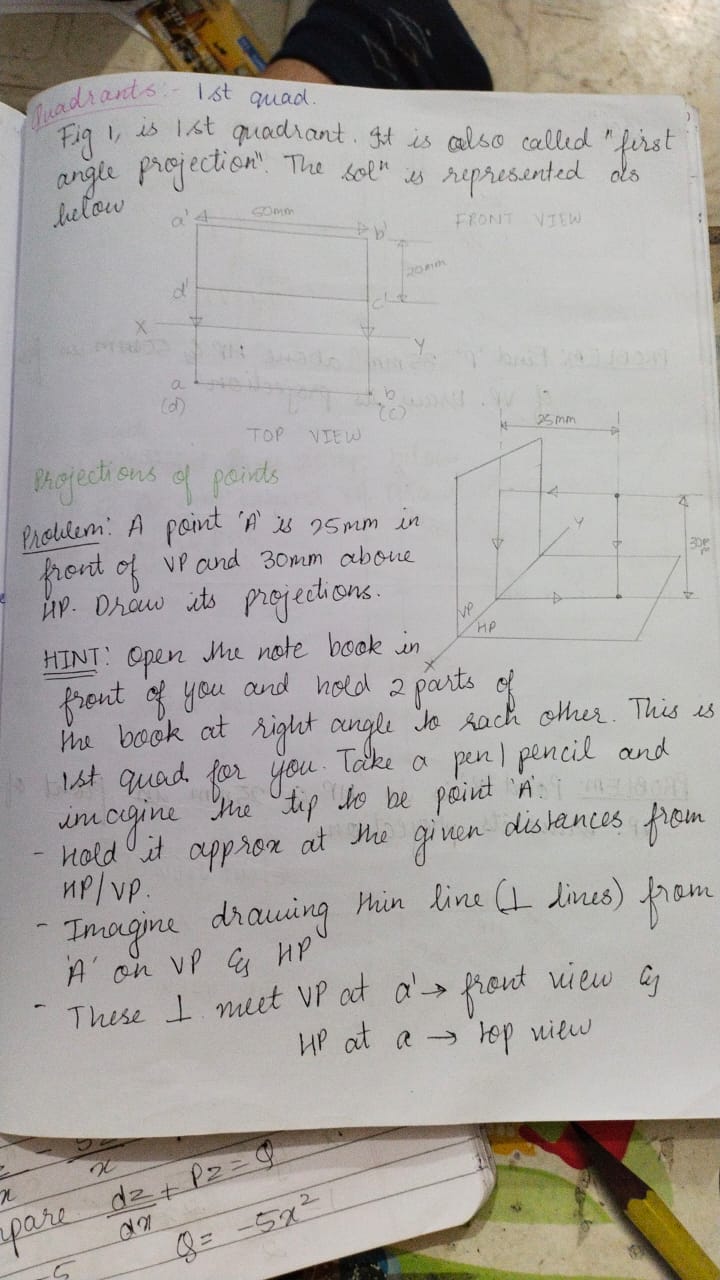 Quadrants:- 1st quad.
Fig 1, is 1st quadrant. It is also called "first
angle projection". The solⁿ is represented as
below
a' 60mm b'
FRONT VIEW
20mm
d' c'
X Y
a b
(d) (c)
TOP VIEW
25mm
Projections of points
Problem: A point 'A' is 25mm in
front of VP and 30mm above
HP. Draw its projections.
Y
30mm
VP
HP
X
HINT: Open the note book in
front of you and hold 2 parts of
the book at right angle to each other. This is
1st quad for you. Take a pen/pencil and
imagine the tip to be point 'A'.
- Hold it approx at the given distances from
HP/VP.
- Imagine drawing thin line (⊥ lines) from
'A' on VP & HP
- These ⊥ meet VP at a' → front view &
HP at a → top view
x
mpare dz/dx + Pz = Q
Q = -5x²